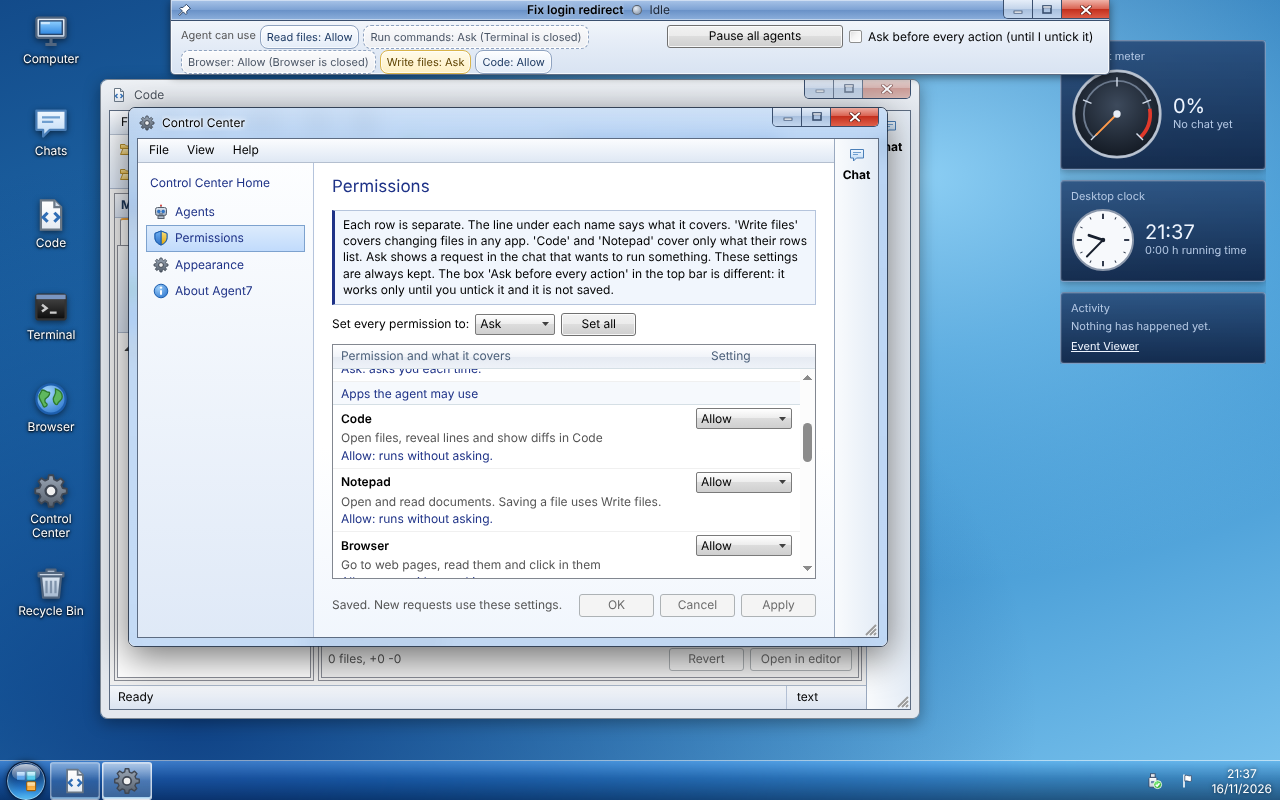 Fix login redirect Idle
Agent can use Read files: Allow Run commands: Ask (Terminal is closed)
Browser: Allow (Browser is closed) Write files: Ask Code: Allow
Pause all agents Ask before every action (until I untick it)
Computer
Chats
Code
Terminal
Browser
Control
Center
Recycle Bin
Code
Control Center
File View Help
Control Center Home
Agents
Permissions
Appearance
About Agent7
Permissions
Each row is separate. The line under each name says what it covers. 'Write files'
covers changing files in any app. 'Code' and 'Notepad' cover only what their rows
list. Ask shows a request in the chat that wants to run something. These settings
are always kept. The box 'Ask before every action' in the top bar is different: it
works only until you untick it and it is not saved.
Set every permission to: Ask Set all
Permission and what it covers Setting
Ask: asks you each time.
Apps the agent may use
Code Allow
Open files, reveal lines and show diffs in Code
Allow: runs without asking.
Notepad Allow
Open and read documents. Saving a file uses Write files.
Allow: runs without asking.
Browser Allow
Go to web pages, read them and click in them
Saved. New requests use these settings. OK Cancel Apply
Chat
0 files, +0 -0 Revert Open in editor
Ready text
meter
0%
No chat yet
Desktop clock
21:37
0:00 h running time
Activity
Nothing has happened yet.
Event Viewer
21:37
16/11/2026